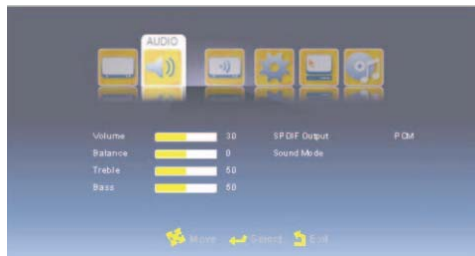 AUDIO
Volume 30 SPDIF Output PCM
Balance 0 Sound Mode
Treble 50
Bass 50
Move Select Exit